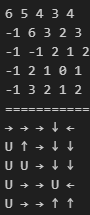 6 5 4 3 4
-1 6 3 2 3
-1 -1 2 1 2
-1 2 1 0 1
-1 3 2 1 2
===========
→ → → ↓ ←
U ↑ → ↓ ↓
U U → ↓ ↓
U → → U ←
U → → ↑ ↑